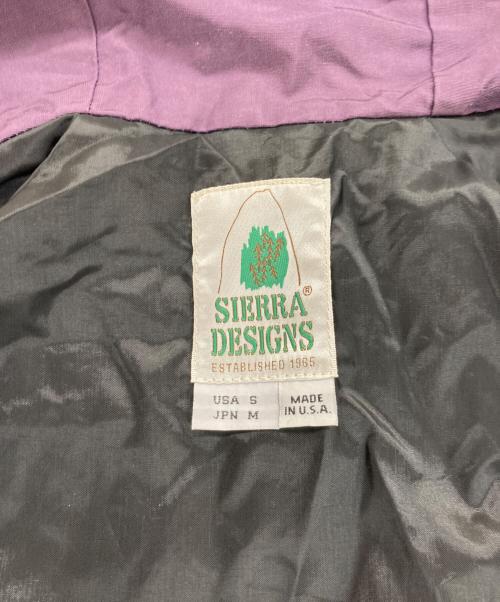 SIERRA®
DESIGNS
ESTABLISHED 1965
USA S
JPN M
MADE
IN U.S.A.